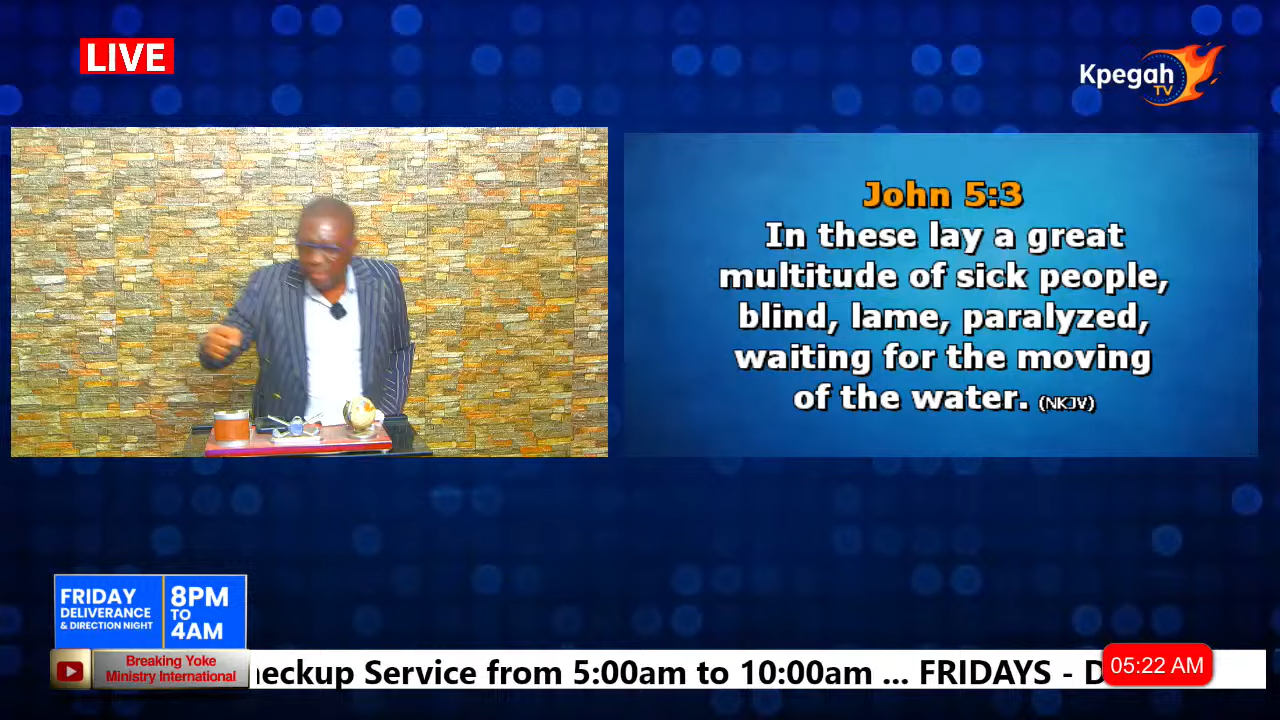 LIVE
Kpegah
TV
John 5:3
In these lay a great
multitude of sick people,
blind, lame, paralyzed,
waiting for the moving
of the water. (NKJV)
FRIDAY
DELIVERANCE
& DIRECTION NIGHT
8PM
TO
4AM
Breaking Yoke
Ministry International
heckup Service from 5:00am to 10:00am ... FRIDAYS - D
05:22 AM